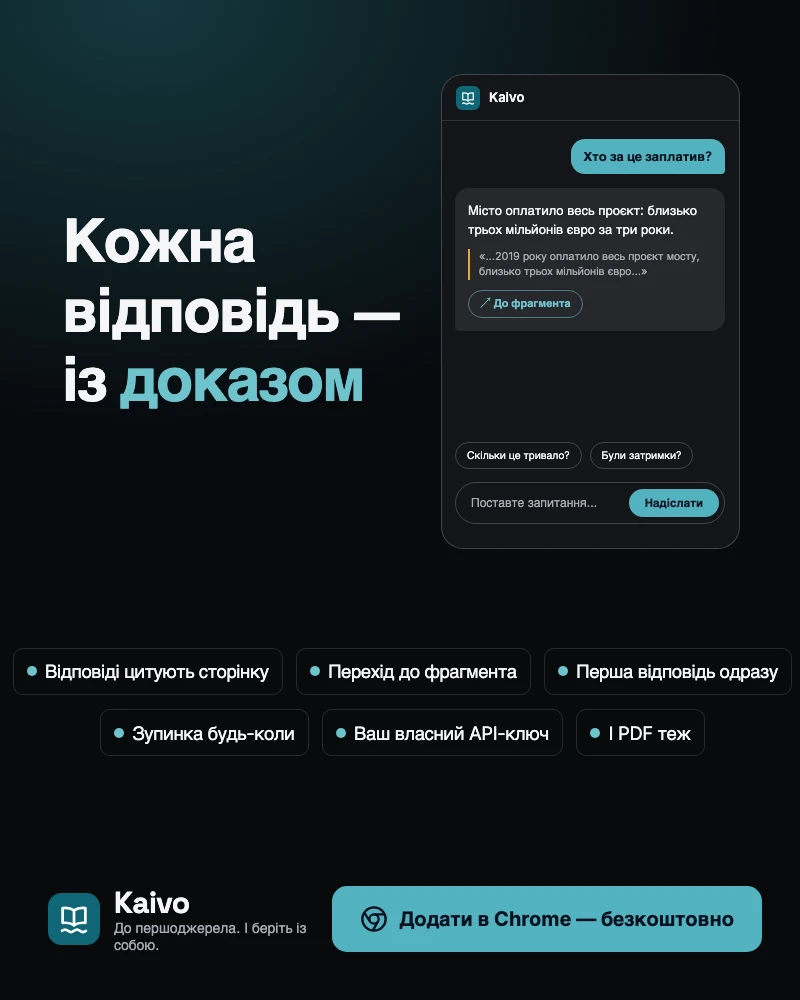 Kaivo
Хто за це заплатив?
Місто оплатило весь проєкт: близько
трьох мільйонів євро за три роки.
«...2019 року оплатило весь проєкт мосту,
близько трьох мільйонів євро...»
До фрагмента
Скільки це тривало?
Були затримки?
Поставте запитання...
Надіслати
Кожна
відповідь —
із доказом
Відповіді цитують сторінку
Перехід до фрагмента
Перша відповідь одразу
Зупинка будь-коли
Ваш власний API-ключ
І PDF теж
Kaivo
До першоджерела. І беріть із
собою.
Додати в Chrome — безкоштовно